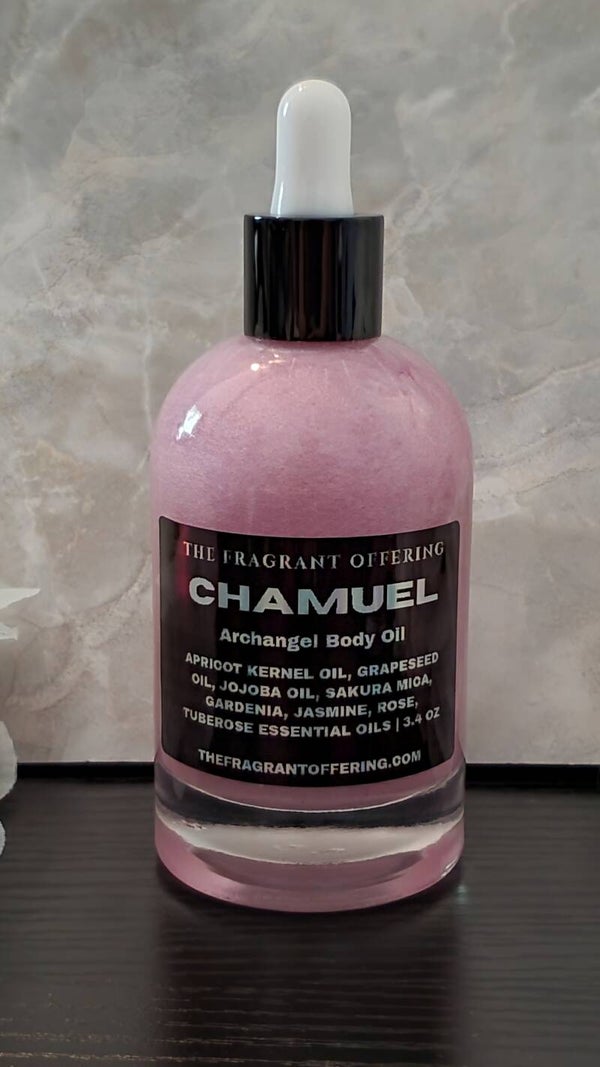 THE FRAGRANT OFFERING
CHAMUEL
Archangel Body Oil
APRICOT KERNEL OIL, GRAPESEED
OIL, JOJOBA OIL, SAKURA MICA,
GARDENIA, JASMINE, ROSE,
TUBEROSE ESSENTIAL OILS | 3.4 OZ
THEFRAGRANTOFFERING.COM